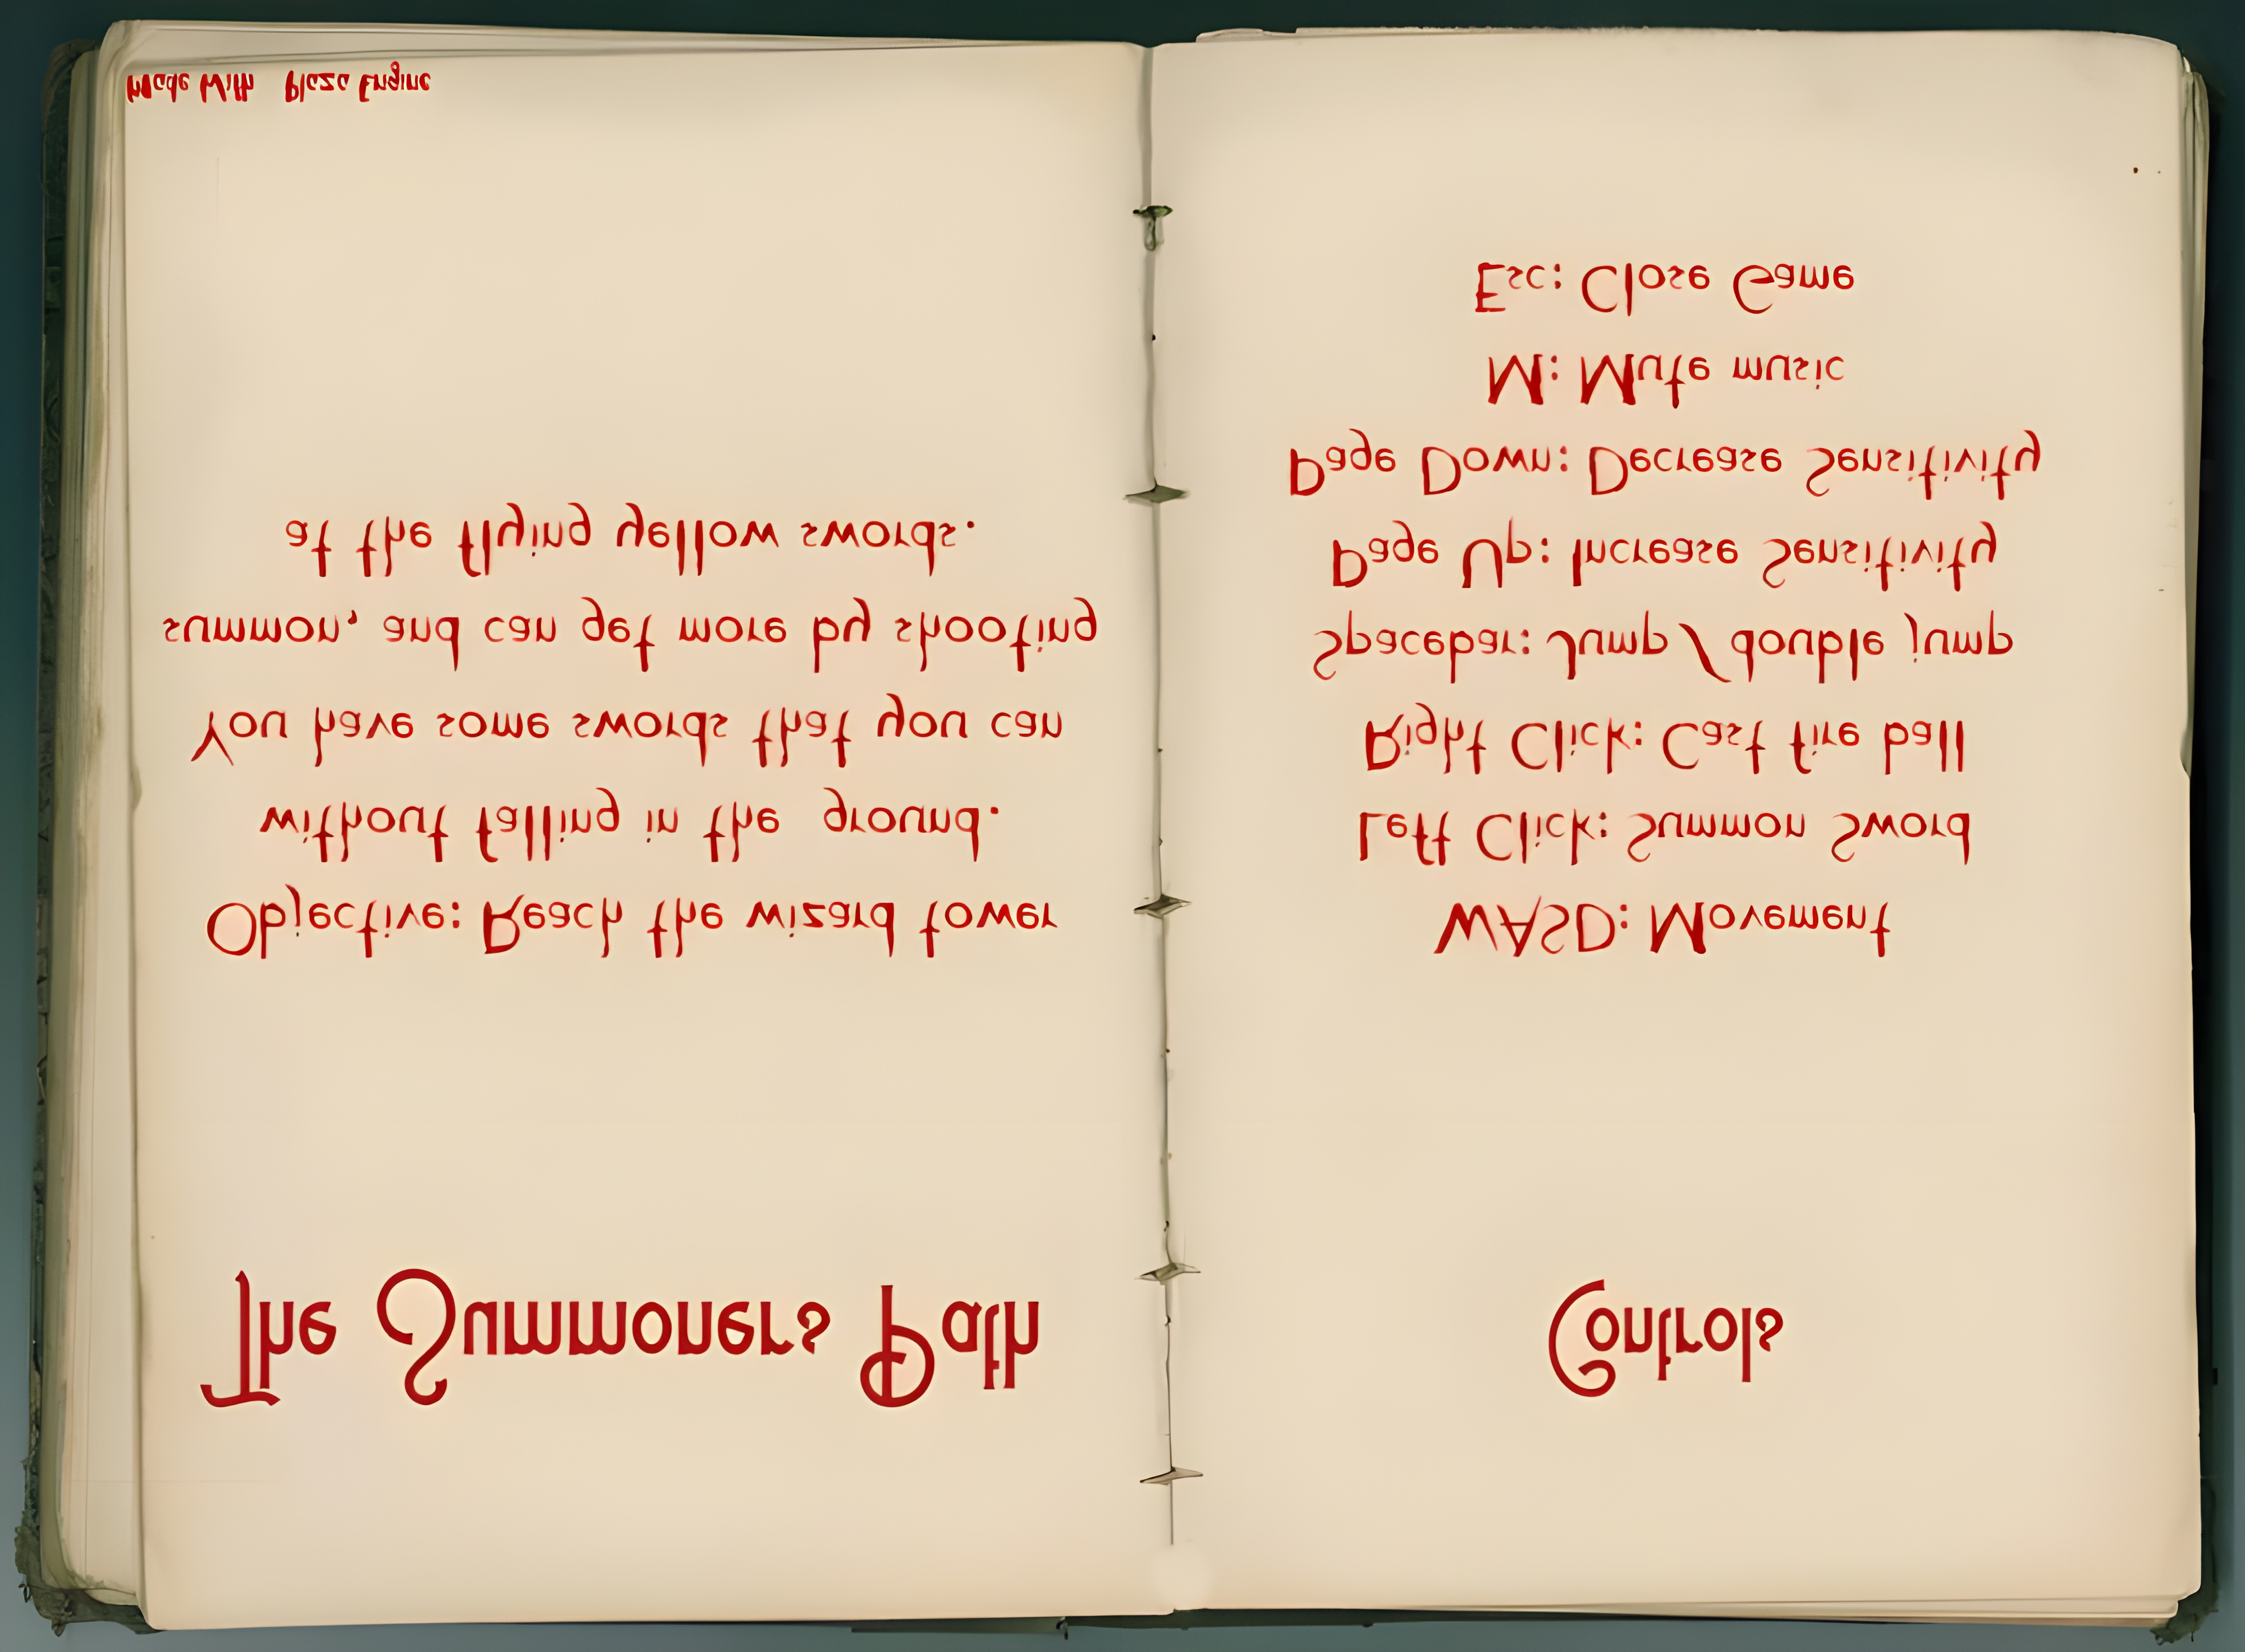 The Summoners Path
Objective: Reach the wizard tower
without falling in the ground.
You have some swords that you can
summon, and can get more by shooting
at the flying yellow swords.
Made With Plaza Engine
Controls
WASD: Movement
Left Click: Summon Sword
Right Click: Cast fire ball
Spacebar: Jump / double jump
Page Up: Increase Sensitivity
Page Down: Decrease Sensitivity
M: Mute music
Esc: Close Game